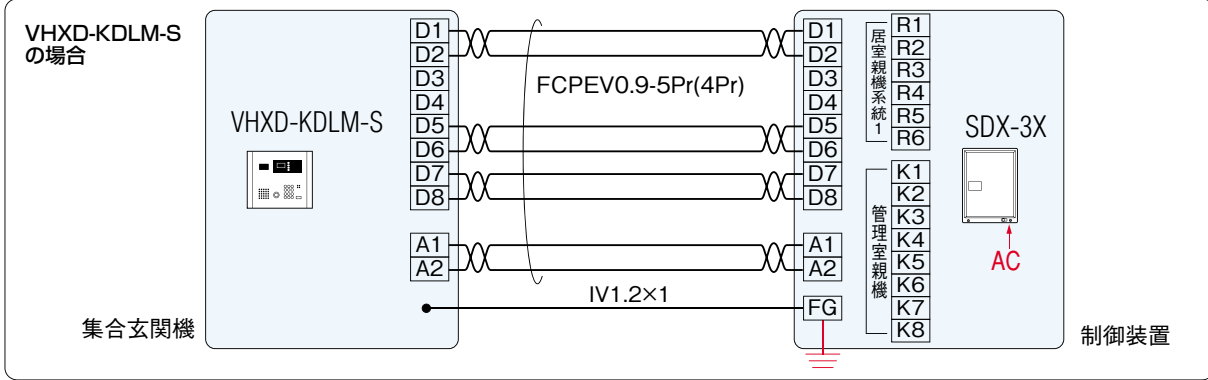 VHXD-KDLM-S
の場合
VHXD-KDLM-S
集合玄関機
D1
D2
D3
D4
D5
D6
D7
D8
A1
A2
FCPEV0.9-5Pr(4Pr)
IV1.2×1
D1
D2
D3
D4
D5
D6
D7
D8
A1
A2
FG
居室親機系統1
R1
R2
R3
R4
R5
R6
管理室親機
K1
K2
K3
K4
K5
K6
K7
K8
SDX-3X
AC
制御装置